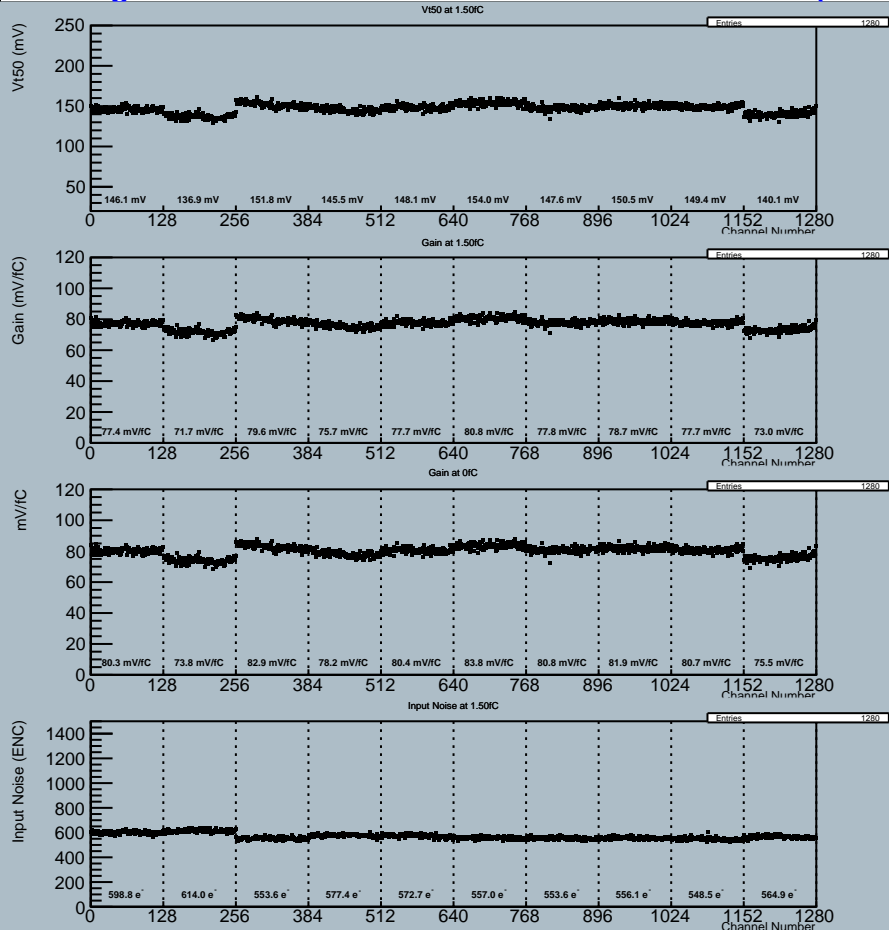 Vt50 at 1.50fC
Entries 1280
Vt50 (mV)
250
200
150
100
50
146.1 mV 136.9 mV 151.8 mV 145.5 mV 148.1 mV 154.0 mV 147.6 mV 150.5 mV 149.4 mV 140.1 mV
0 128 256 384 512 640 768 896 1024 1152 1280
Channel Number
Gain at 1.50fC
Entries 1280
Gain (mV/fC)
120
100
80
60
40
20
0
77.4 mV/fC 71.7 mV/fC 79.6 mV/fC 75.7 mV/fC 77.7 mV/fC 80.8 mV/fC 77.8 mV/fC 78.7 mV/fC 77.7 mV/fC 73.0 mV/fC
0 128 256 384 512 640 768 896 1024 1152 1280
Channel Number
Gain at 0fC
Entries 1280
mV/fC
120
100
80
60
40
20
0
80.3 mV/fC 73.8 mV/fC 82.9 mV/fC 78.2 mV/fC 80.4 mV/fC 83.8 mV/fC 80.8 mV/fC 81.9 mV/fC 80.7 mV/fC 75.5 mV/fC
0 128 256 384 512 640 768 896 1024 1152 1280
Channel Number
Input Noise at 1.50fC
Entries 1280
Input Noise (ENC)
1400
1200
1000
800
600
400
200
0
598.8 e⁻ 614.0 e⁻ 553.6 e⁻ 577.4 e⁻ 572.7 e⁻ 557.0 e⁻ 553.6 e⁻ 556.1 e⁻ 548.5 e⁻ 564.9 e⁻
0 128 256 384 512 640 768 896 1024 1152 1280
Channel Number